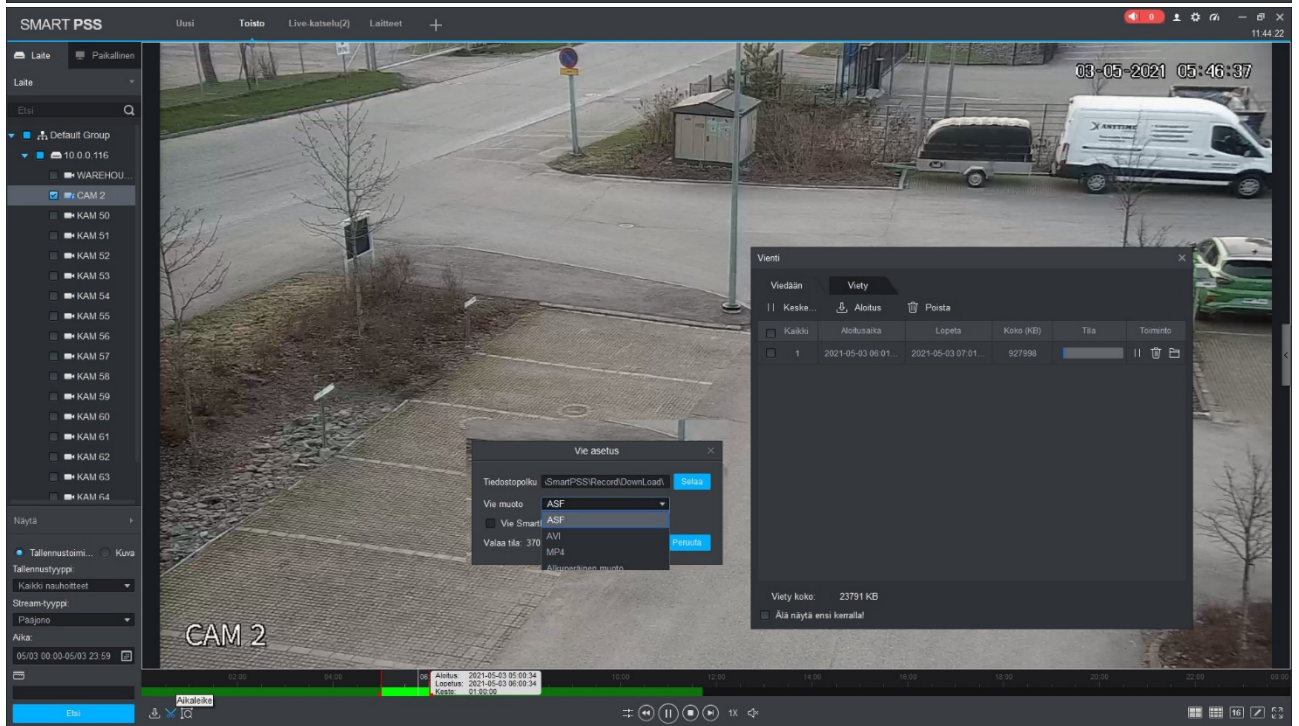 SMART PSS Uusi Toisto Live-katselu(2) Laitteet
0
11:44:22
Laite Paikallinen
Laite
Etsi
Default Group
10.0.0.116
WAREHOU...
CAM 2
KAM 50
KAM 51
KAM 52
KAM 53
KAM 54
KAM 55
KAM 56
KAM 57
KAM 58
KAM 59
KAM 60
KAM 61
KAM 62
KAM 63
KAM 64
Näytä
Tallennustoimi... Kuva
Tallennustyyppi:
Kaikki nauhoitteet
Stream-tyyppi:
Pääjono
Aika:
05/03 00:00-05/03 23:59
Etsi
03-05-2021 05:46:37
ANYTIME
Vienti
Viedään Viety
Keske... Aloitus Poista
Kaikki Aloitusaika Lopeta Koko (KB) Tila Toiminto
1 2021-05-03 06:01... 2021-05-03 07:01... 927998
Viety koko: 23791 KB
Älä näytä ensi kerralla!
Vie asetus
Tiedostopolku \SmartPSS\Record\DownLoad\ Selaa
Vie muoto ASF
ASF
Vie Smart
AVI
Valaa tila: 370 Peruuta
MP4
Alkuperäinen muoto
CAM 2
02:00 04:00 06 10:00 12:00 14:00 16:00 18:00 20:00 22:00 00:00
Aloitus: 2021-05-03 05:00:34
Lopetus: 2021-05-03 06:00:34
Kesto: 01:00:00
Aikaleike
1X
16